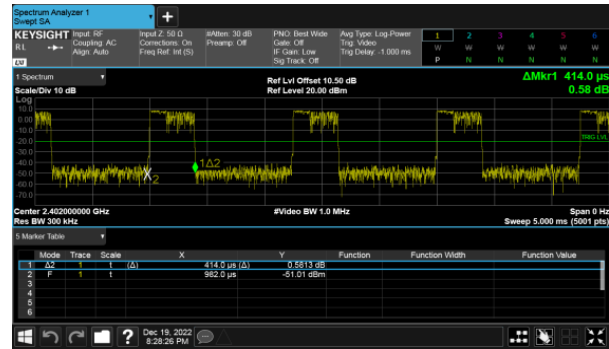 Spectrum Analyzer 1
Swept SA
+
KEYSIGHT Input: RF Input Z: 50 Ω #Atten: 30 dB PNO: Best Wide Avg Type: Log-Power 1 2 3 4 5 6
RL Coupling: AC Corrections: On Preamp: Off Gate: Off Trig: Video W W W W W W
Align: Auto Freq Ref: Int (S) IF Gain: Low Trig Delay: -1.000 ms P N N N N N
Sig Track: Off
LXI
1 Spectrum Ref Lvl Offset 10.50 dB ΔMkr1 414.0 µs
Scale/Div 10 dB Ref Level 20.00 dBm 0.58 dB
Log
10.0
0.00
-10.0
-20.0 TRIG LVL
-30.0
-40.0 1Δ2
-50.0 X2
-60.0
-70.0
Center 2.402000000 GHz #Video BW 1.0 MHz Span 0 Hz
Res BW 300 kHz Sweep 5.000 ms (5001 pts)
5 Marker Table
Mode Trace Scale X Y Function Function Width Function Value
1 Δ2 1 t (Δ) 414.0 µs (Δ) 0.5813 dB
2 F 1 t 982.0 µs -51.01 dBm
3
4
5
6
? Dec 19, 2022
8:28:26 PM